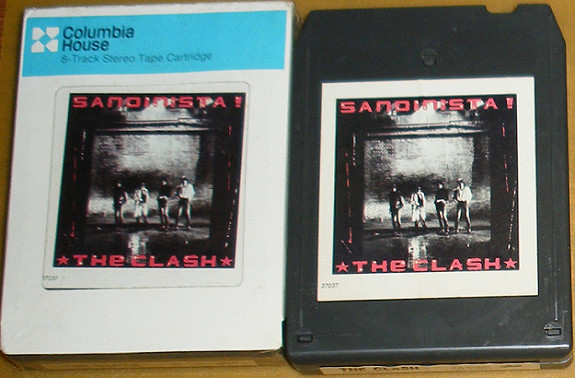 Columbia
House
8-Track Stereo Tape Cartridge
SANDINISTA!
★THE CLASH★
37037
SANDINISTA!
★THE CLASH★
37037
THE CLASH